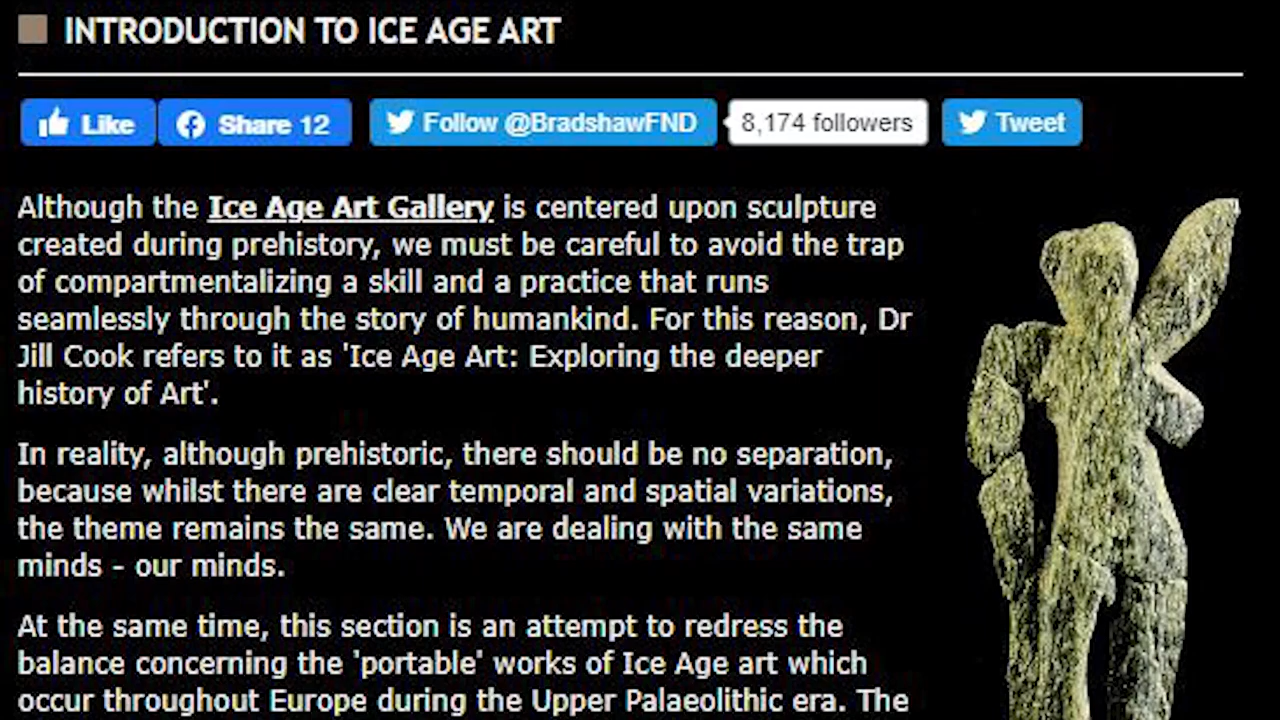 INTRODUCTION TO ICE AGE ART
Like Share 12 Follow @BradshawFND 8,174 followers Tweet
Although the Ice Age Art Gallery is centered upon sculpture
created during prehistory, we must be careful to avoid the trap
of compartmentalizing a skill and a practice that runs
seamlessly through the story of humankind. For this reason, Dr
Jill Cook refers to it as 'Ice Age Art: Exploring the deeper
history of Art'.
In reality, although prehistoric, there should be no separation,
because whilst there are clear temporal and spatial variations,
the theme remains the same. We are dealing with the same
minds - our minds.
At the same time, this section is an attempt to redress the
balance concerning the 'portable' works of Ice Age art which
occur throughout Europe during the Upper Palaeolithic era. The